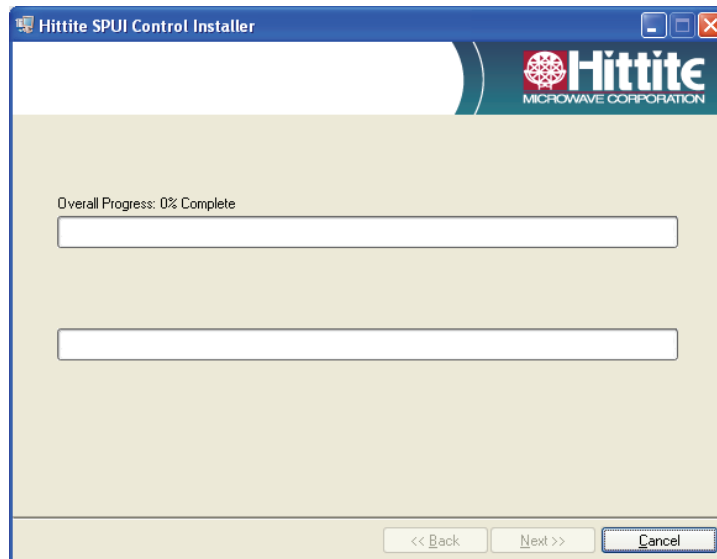 Hittite SPUI Control Installer
Hittite
MICROWAVE CORPORATION
Overall Progress: 0% Complete
<< Back
Next >>
Cancel